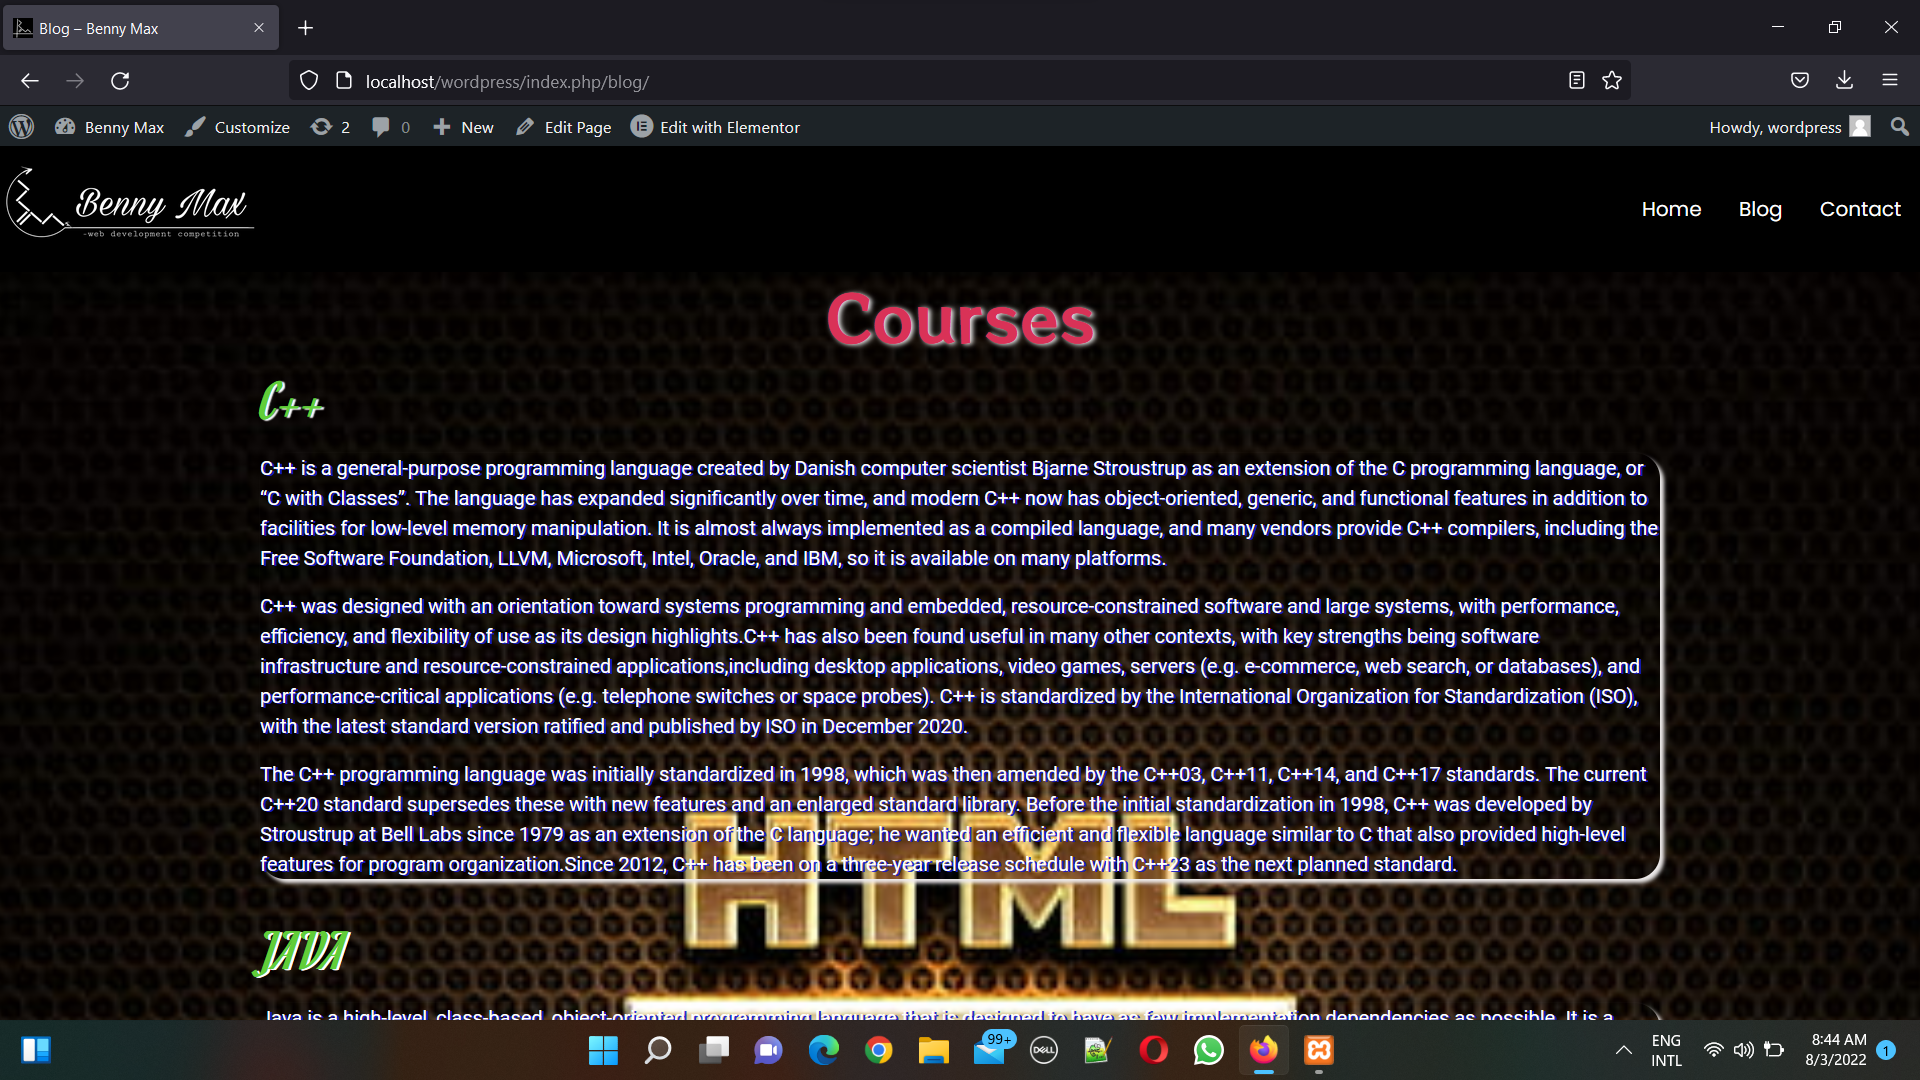 Blog – Benny Max
localhost/wordpress/index.php/blog/
Benny Max Customize 2 0 New Edit Page Edit with Elementor Howdy, wordpress
Benny Max
-web development competition
Home Blog Contact
Courses
C++
C++ is a general-purpose programming language created by Danish computer scientist Bjarne Stroustrup as an extension of the C programming language, or
“C with Classes”. The language has expanded significantly over time, and modern C++ now has object-oriented, generic, and functional features in addition to
facilities for low-level memory manipulation. It is almost always implemented as a compiled language, and many vendors provide C++ compilers, including the
Free Software Foundation, LLVM, Microsoft, Intel, Oracle, and IBM, so it is available on many platforms.
C++ was designed with an orientation toward systems programming and embedded, resource-constrained software and large systems, with performance,
efficiency, and flexibility of use as its design highlights.C++ has also been found useful in many other contexts, with key strengths being software
infrastructure and resource-constrained applications,including desktop applications, video games, servers (e.g. e-commerce, web search, or databases), and
performance-critical applications (e.g. telephone switches or space probes). C++ is standardized by the International Organization for Standardization (ISO),
with the latest standard version ratified and published by ISO in December 2020.
The C++ programming language was initially standardized in 1998, which was then amended by the C++03, C++11, C++14, and C++17 standards. The current
C++20 standard supersedes these with new features and an enlarged standard library. Before the initial standardization in 1998, C++ was developed by
Stroustrup at Bell Labs since 1979 as an extension of the C language; he wanted an efficient and flexible language similar to C that also provided high-level
features for program organization.Since 2012, C++ has been on a three-year release schedule with C++23 as the next planned standard.
HTML
JAVA
Java is a high-level, class-based, object-oriented programming language that is designed to have as few implementation dependencies as possible. It is a
99+
DELL
ENG
INTL
8:44 AM
8/3/2022
1